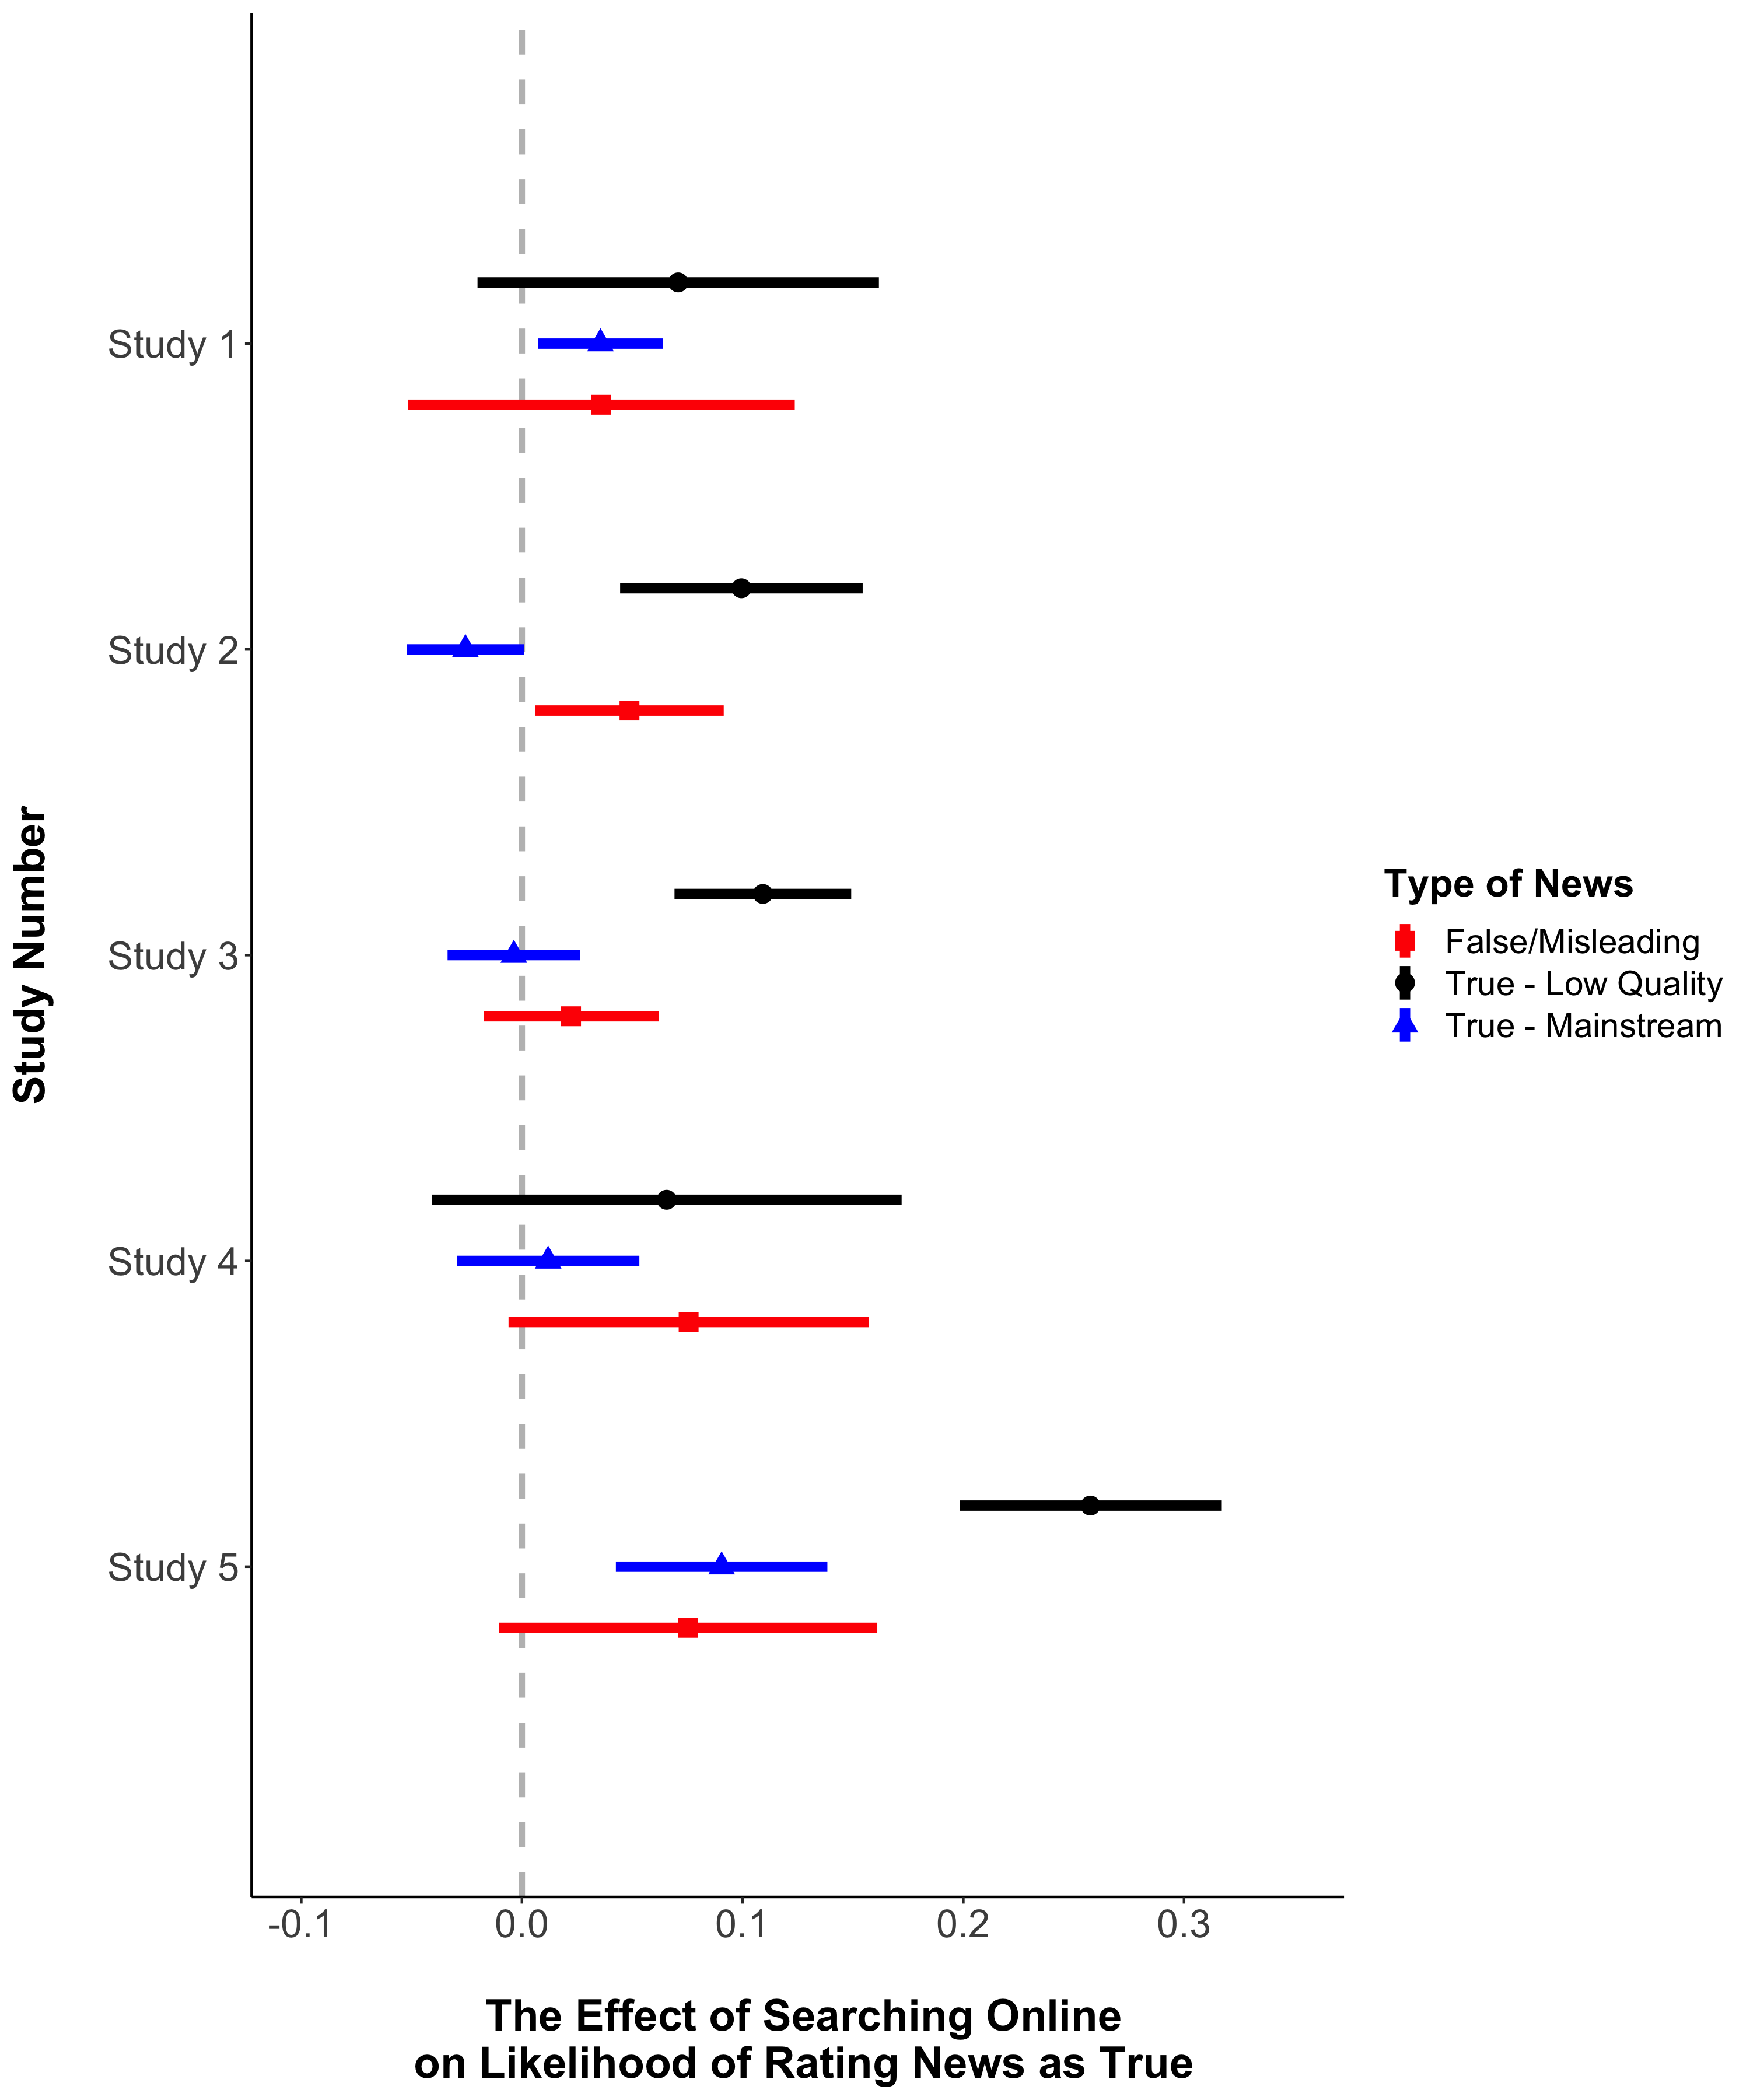 Study Number
Study 1
Study 2
Study 3
Study 4
Study 5
-0.1
0.0
0.1
0.2
0.3
The Effect of Searching Online
on Likelihood of Rating News as True
Type of News
False/Misleading
True - Low Quality
True - Mainstream